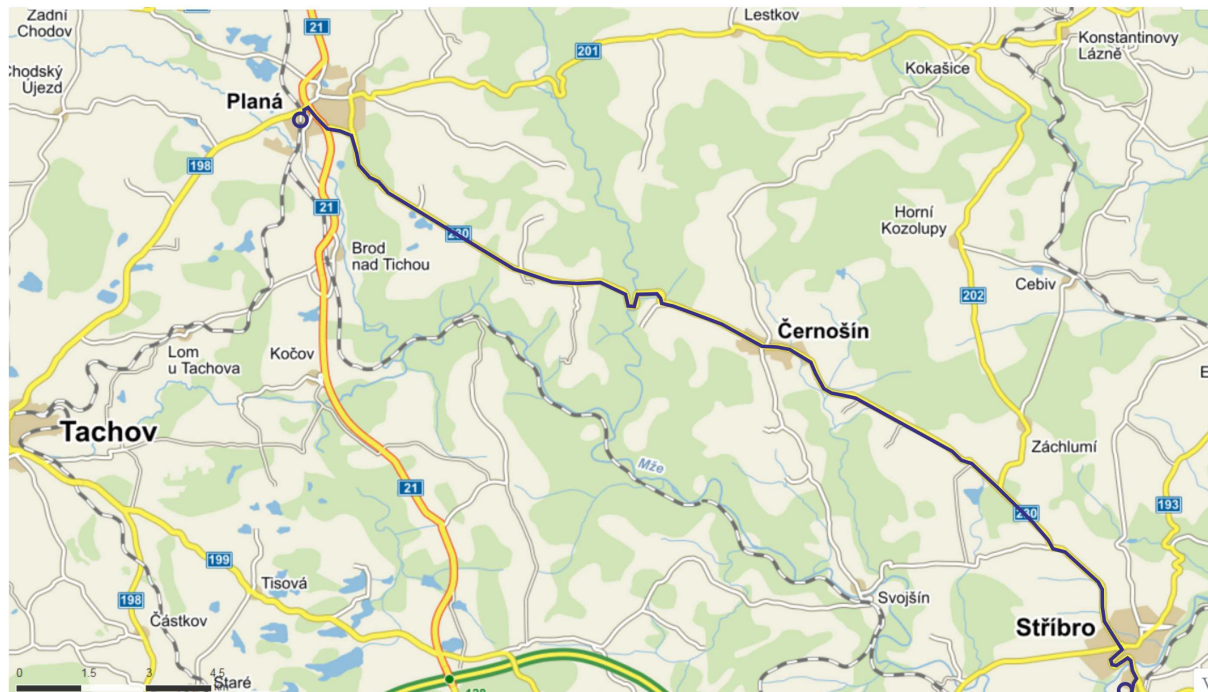 Zadní
Chodov
21
Lestkov
201
Konstantinovy
Lázně
Kokašice
Chodský
Újezd
Planá
198
21
230
Horní
Kozolupy
Brod
nad Tichou
Cebiv
202
Černošín
Lom
u Tachova
Kočov
Tachov
Záchlumí
Mže
21
193
230
199
Tisová
Svojšín
198
Částkov
Stříbro
0 1.5 3 4.5
Staré